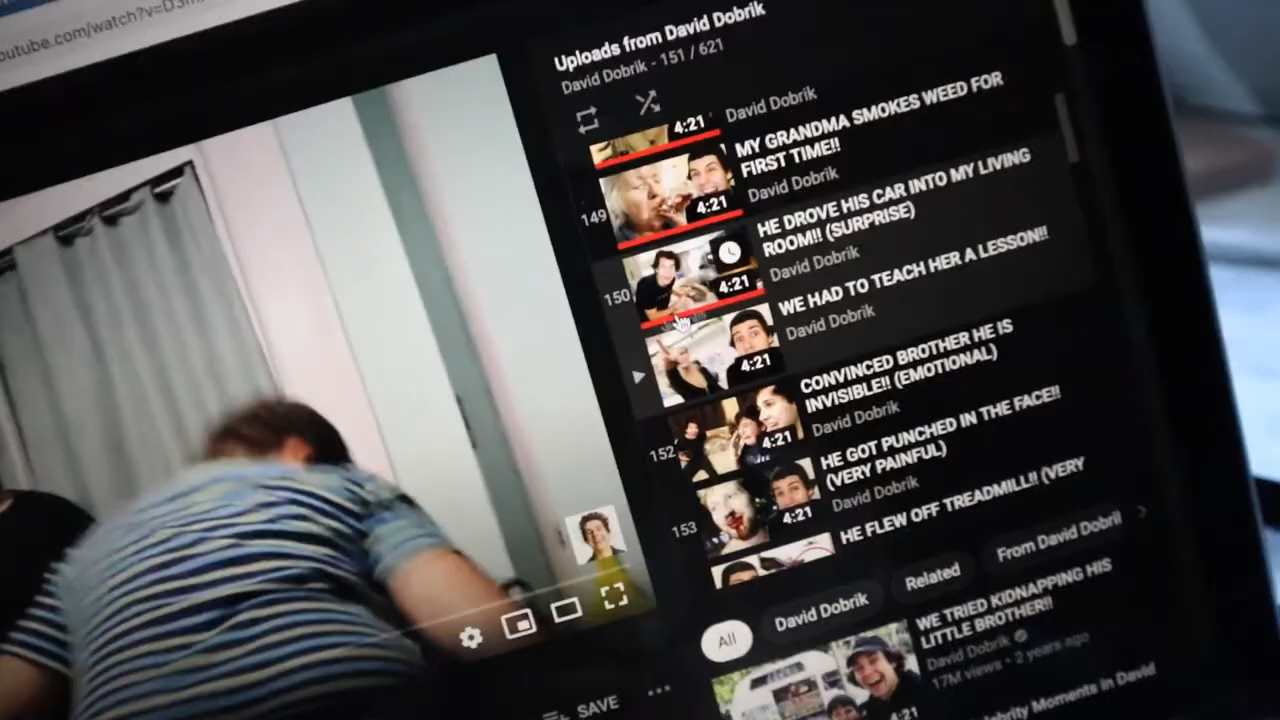 outube.com/watch?v=
Uploads from David Dobrik
David Dobrik - 151 / 621
4:21
David Dobrik
149
4:21
MY GRANDMA SMOKES WEED FOR
FIRST TIME!!
David Dobrik
150
4:21
HE DROVE HIS CAR INTO MY LIVING
ROOM!! (SURPRISE)
David Dobrik
4:21
WE HAD TO TEACH HER A LESSON!!
David Dobrik
152
4:21
CONVINCED BROTHER HE IS
INVISIBLE!! (EMOTIONAL)
David Dobrik
153
4:21
HE GOT PUNCHED IN THE FACE!!
(VERY PAINFUL)
David Dobrik
HE FLEW OFF TREADMILL!! (VERY
All
David Dobrik
Related
From David Dobril
WE TRIED KIDNAPPING HIS
LITTLE BROTHER!!
David Dobrik
17M views • 2 years ago
4:21
SAVE
lebrity Moments in David